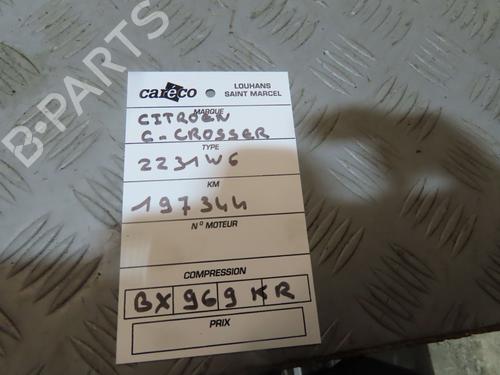 B-PARTS
careco
LOUHANS
SAINT MARCEL
MARQUE
CITROEN
C-CROSSER
TYPE
2231W6
KM
197344
N° MOTEUR
COMPRESSION
BX 969 KR
PRIX